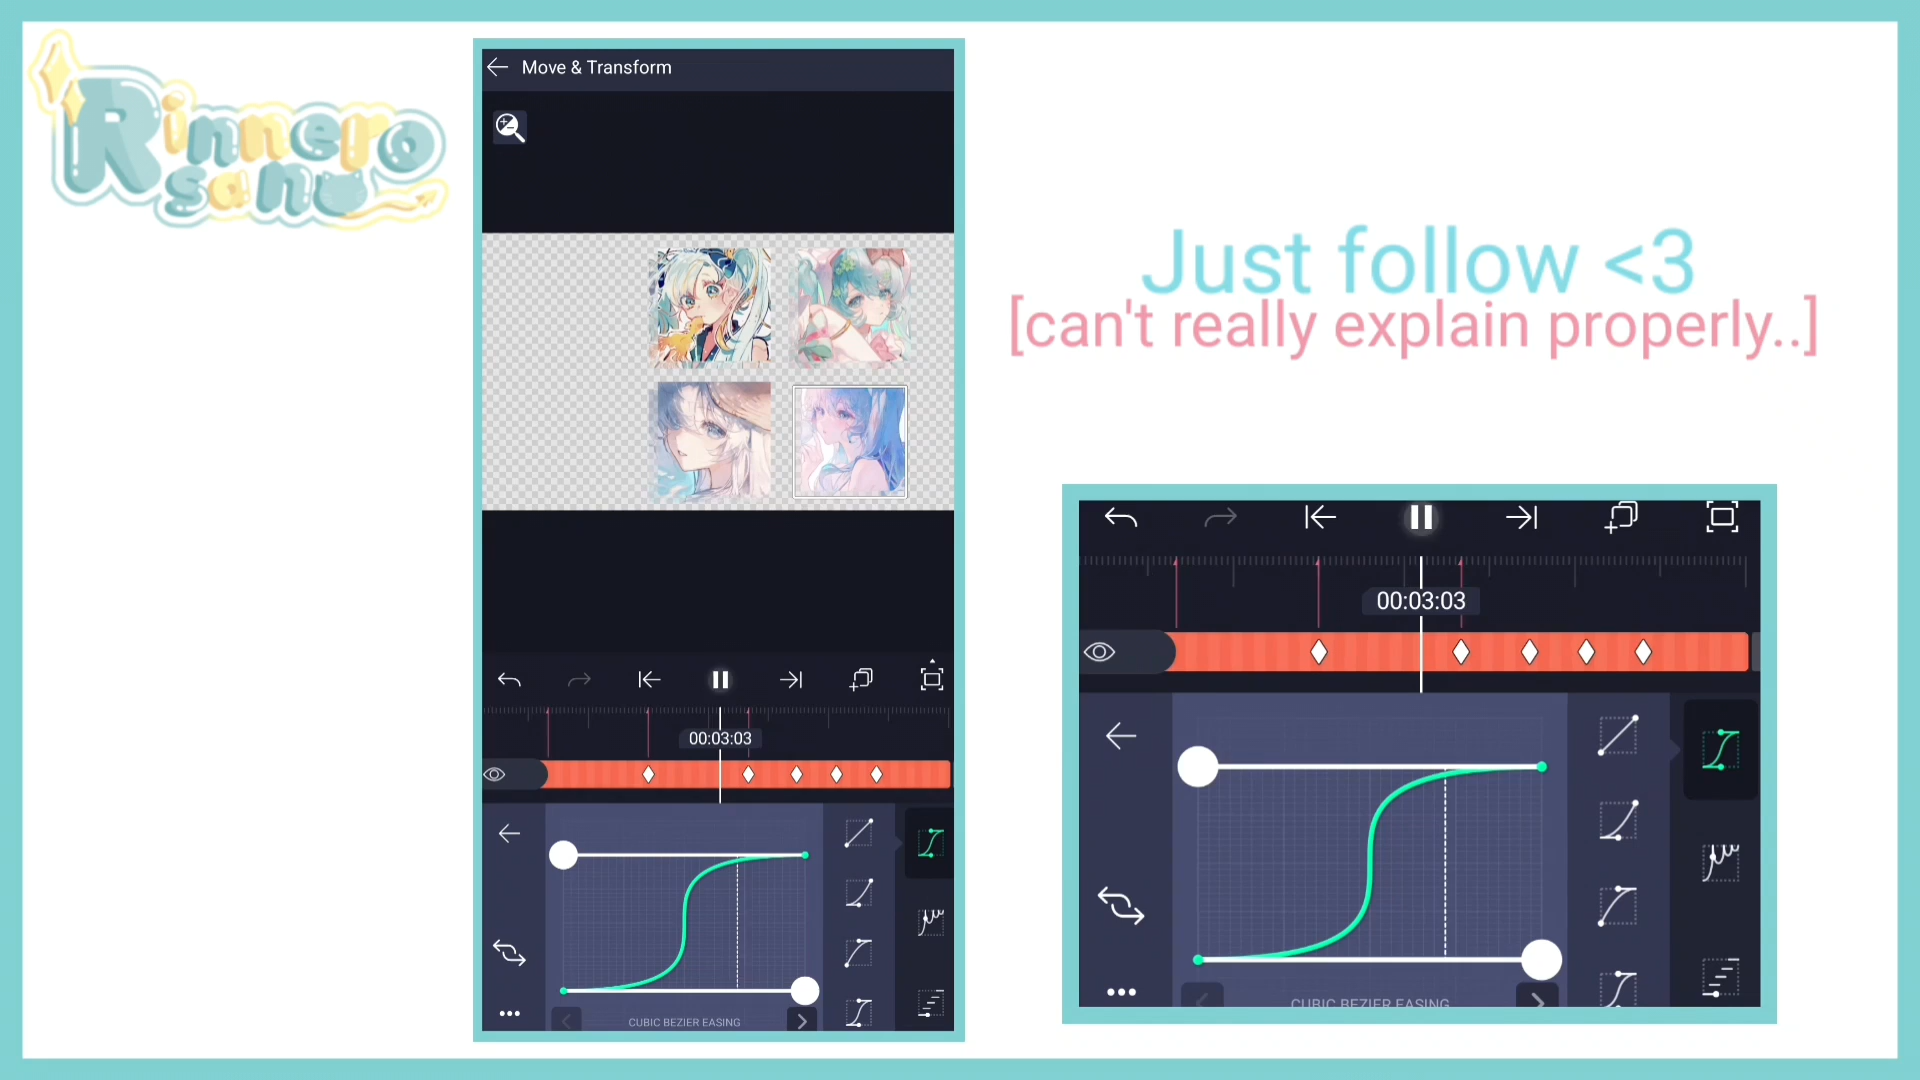 Rinnero
san
Move & Transform
00:03:03
CUBIC BEZIER EASING
Just follow <3
[can't really explain properly..]
00:03:03
CUBIC BEZIER EASING